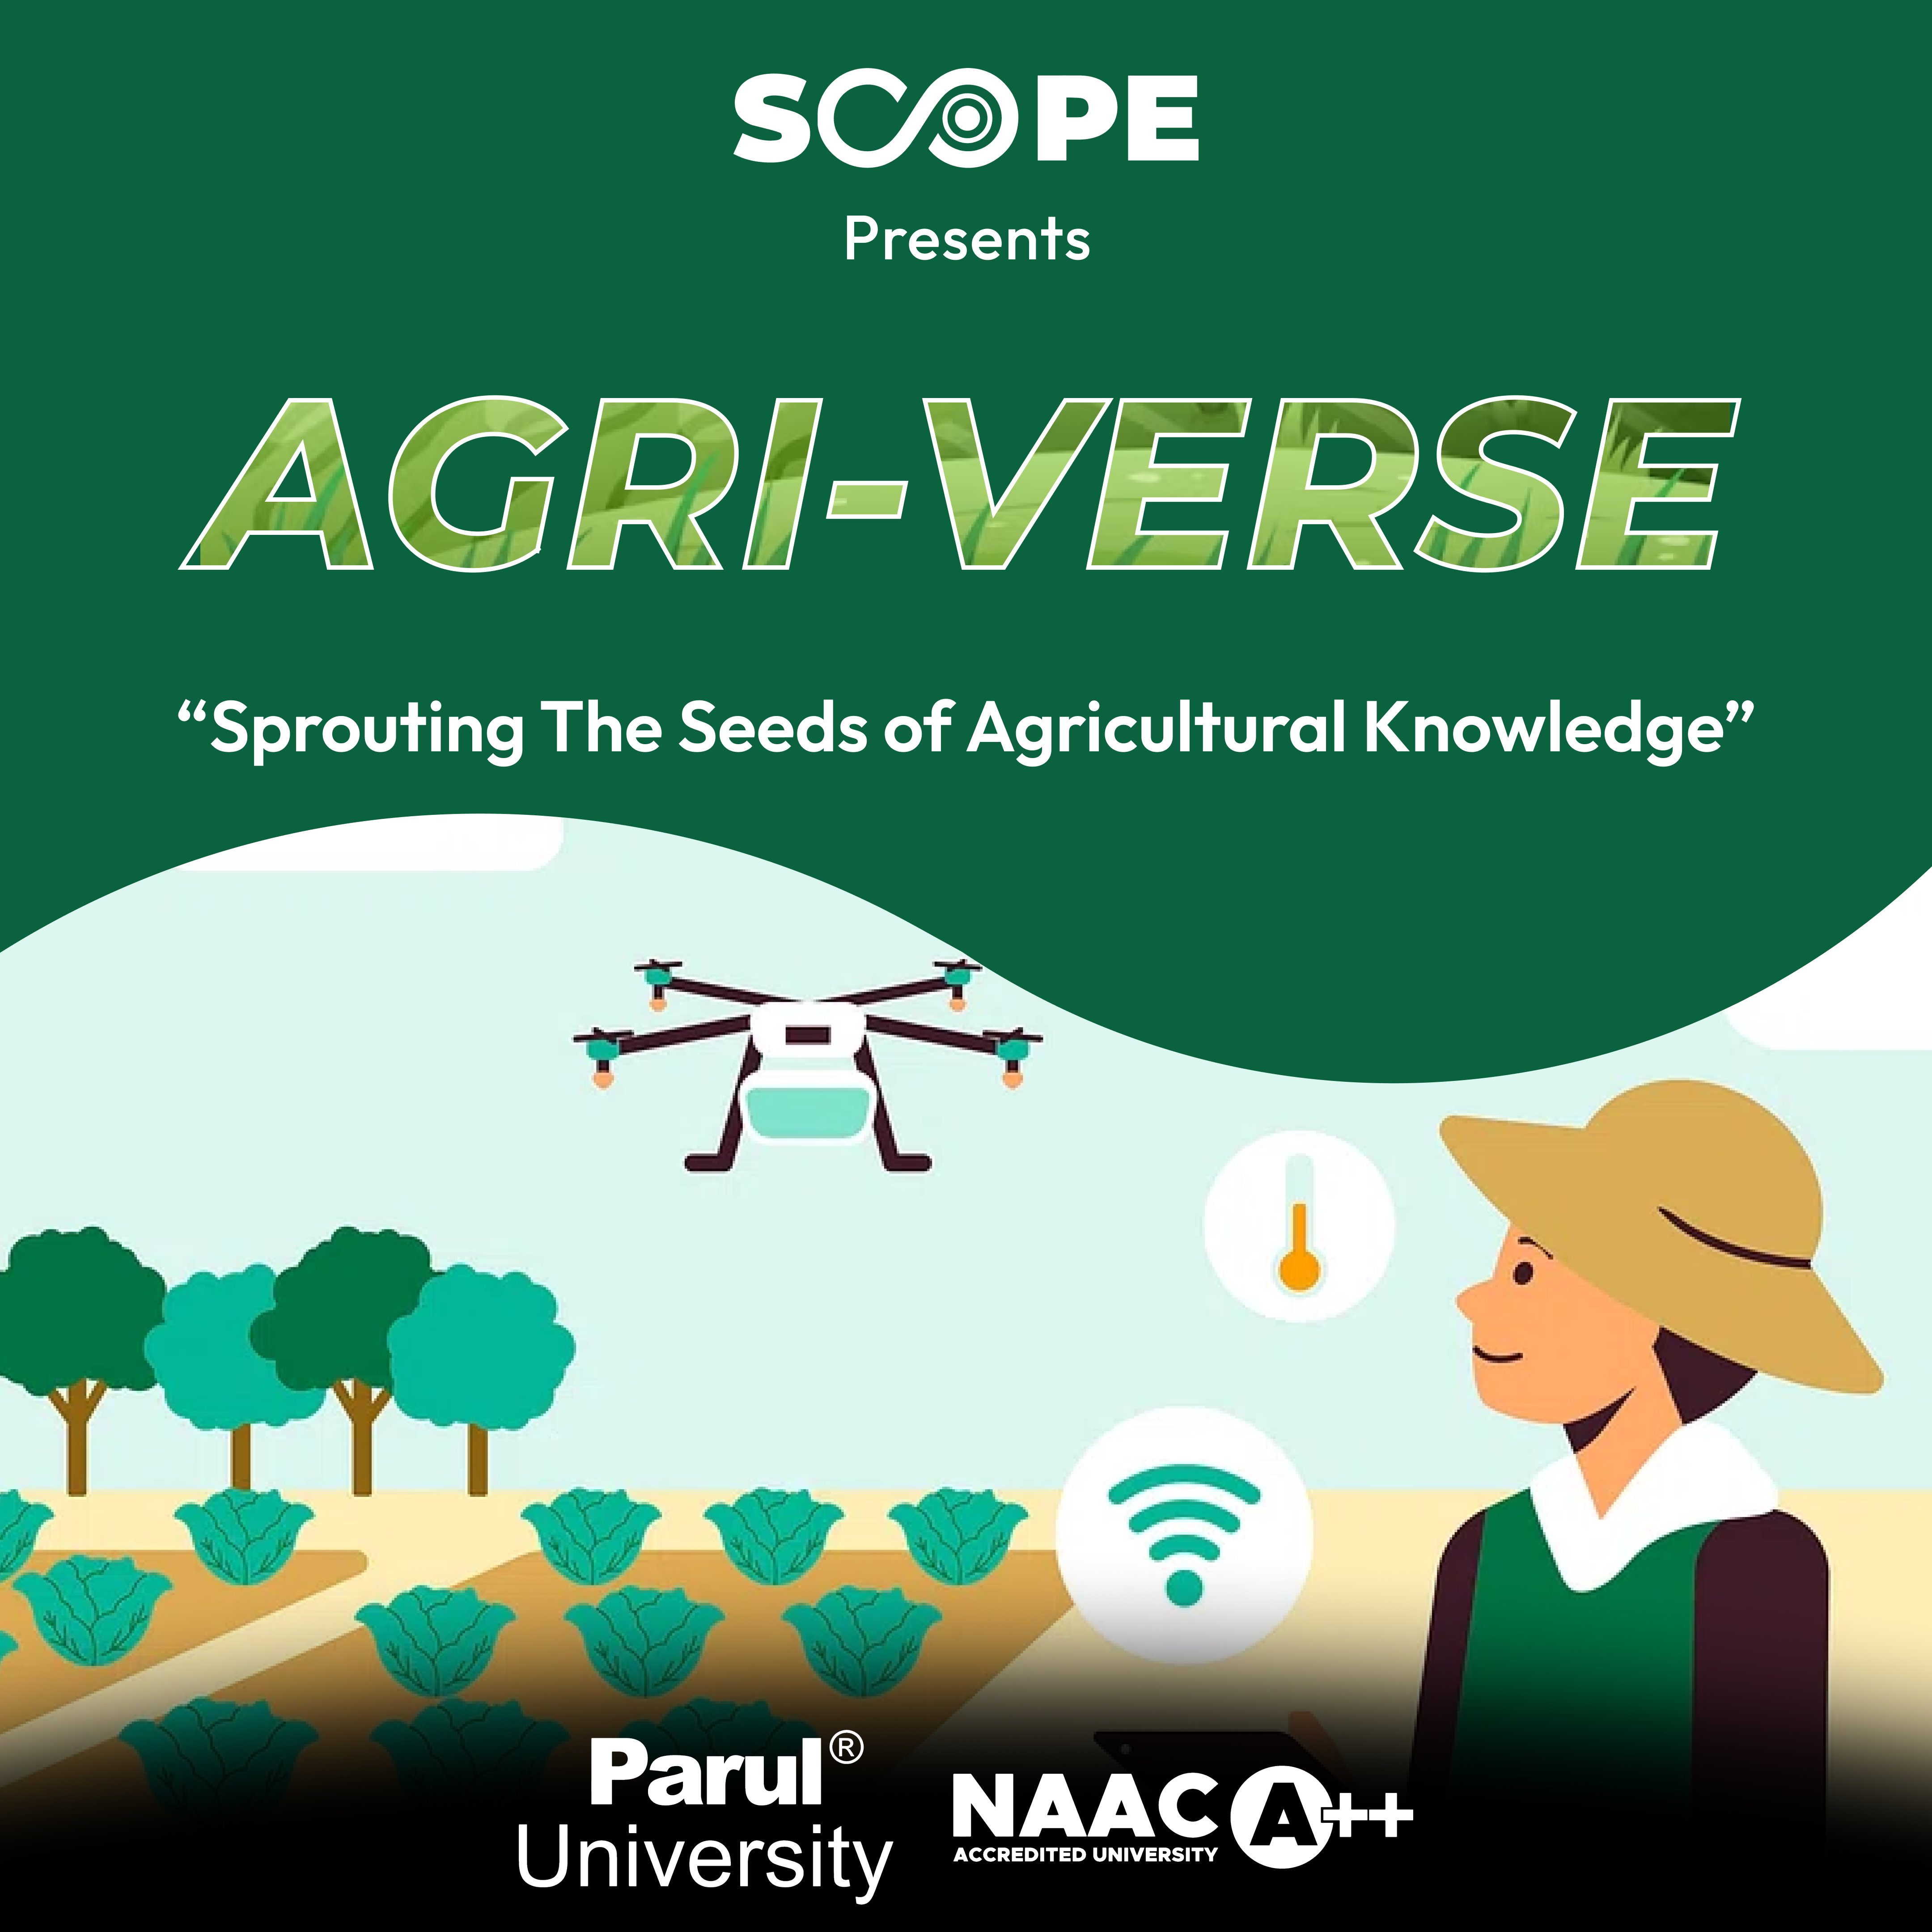 SCOPE
Presents
AGRI-VERSE
“Sprouting The Seeds of Agricultural Knowledge”
Parul®
University
NAAC A++
ACCREDITED UNIVERSITY